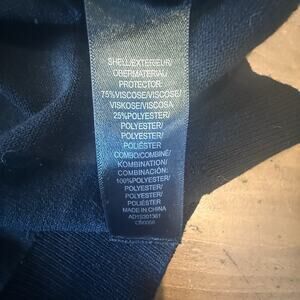 SHELL/EXTÉRIEUR/
OBERMATERIAL/
PROTECTOR:
75%VISCOSE/VISCOSE/
VISKOSE/VISCOSA
25%POLYESTER/
POLYESTER/
POLYESTER/
POLIÉSTER
COMBO/COMBINÉ/
KOMBINATION/
COMBINACIÓN:
100%POLYESTER/
POLYESTER/
POLYESTER/
POLIÉSTER
MADE IN CHINA